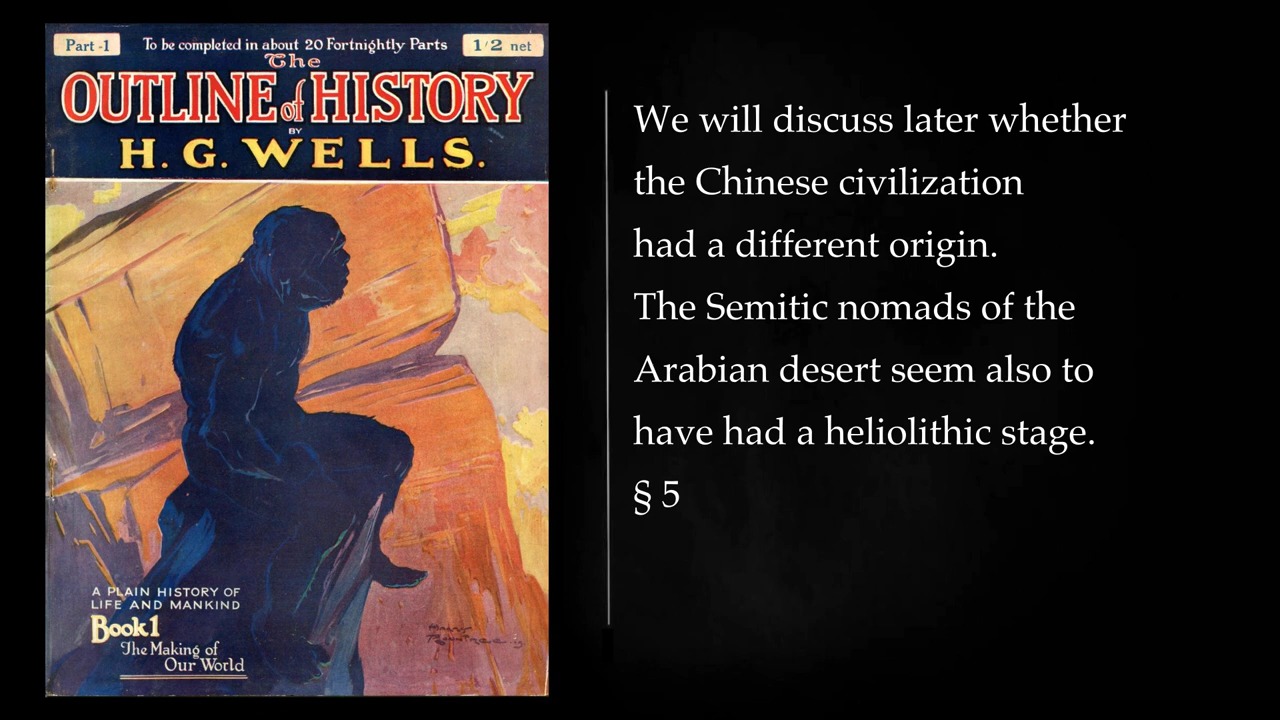 Part -1
To be completed in about 20 Fortnightly Parts
1/2 net
The
OUTLINE of HISTORY
BY
H. G. WELLS.
A PLAIN HISTORY OF
LIFE AND MANKIND
Book 1
The Making of
Our World
We will discuss later whether
the Chinese civilization
had a different origin.
The Semitic nomads of the
Arabian desert seem also to
have had a heliolithic stage.
§ 5